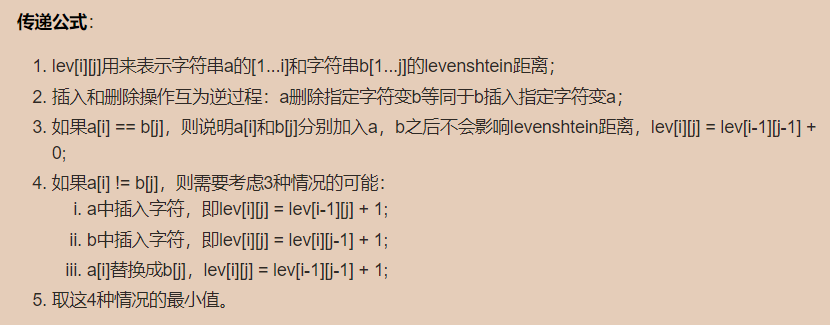 传递公式：
1. lev[i][j]用来表示字符串a的[1...i]和字符串b[1...j]的levenshtein距离；
2. 插入和删除操作互为逆过程：a删除指定字符变b等同于b插入指定字符变a；
3. 如果a[i] == b[j]，则说明a[i]和b[j]分别加入a，b之后不会影响levenshtein距离，lev[i][j] = lev[i-1][j-1] +
0;
4. 如果a[i] != b[j]，则需要考虑3种情况的可能：
i. a中插入字符，即lev[i][j] = lev[i-1][j] + 1;
ii. b中插入字符，即lev[i][j] = lev[i][j-1] + 1;
iii. a[i]替换成b[j]，lev[i][j] = lev[i-1][j-1] + 1;
5. 取这4种情况的最小值。